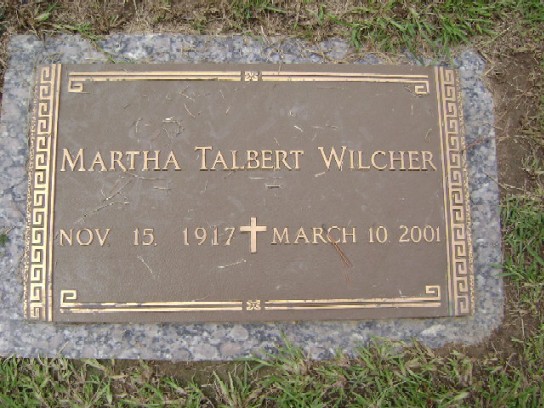 MARTHA TALBERT WILCHER
NOV. 15, 1917 MARCH 10, 2001